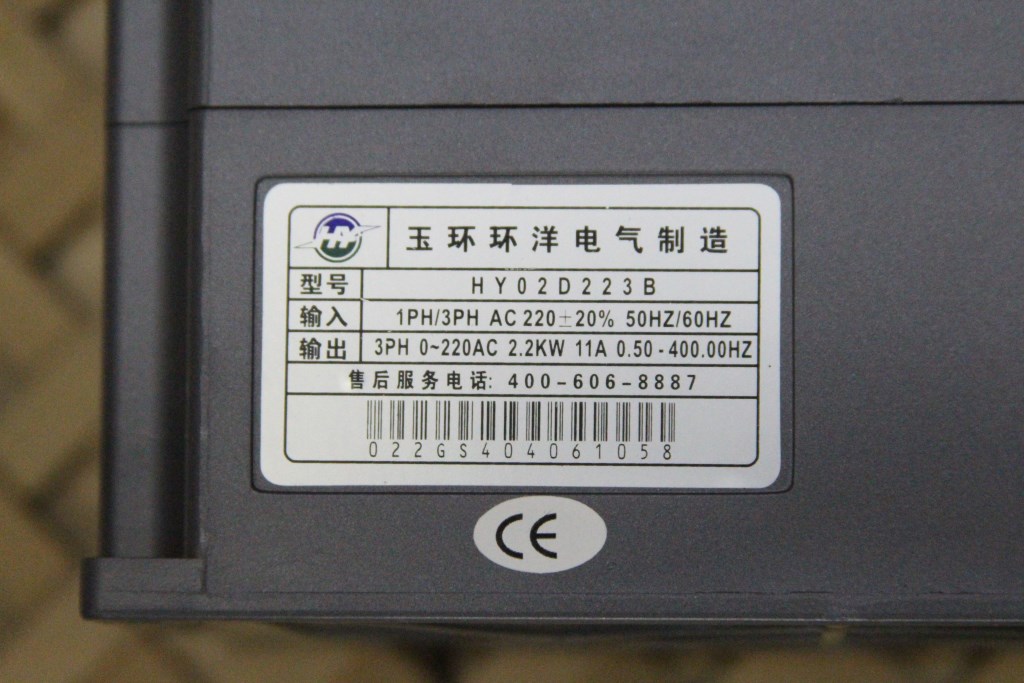 HY
玉环环洋电气制造
型号 HY02D223B
输入 1PH/3PH AC 220±20% 50HZ/60HZ
输出 3PH 0~220AC 2.2KW 11A 0.50-400.00HZ
售后服务电话: 400-606-8887
022GS404061058
CE